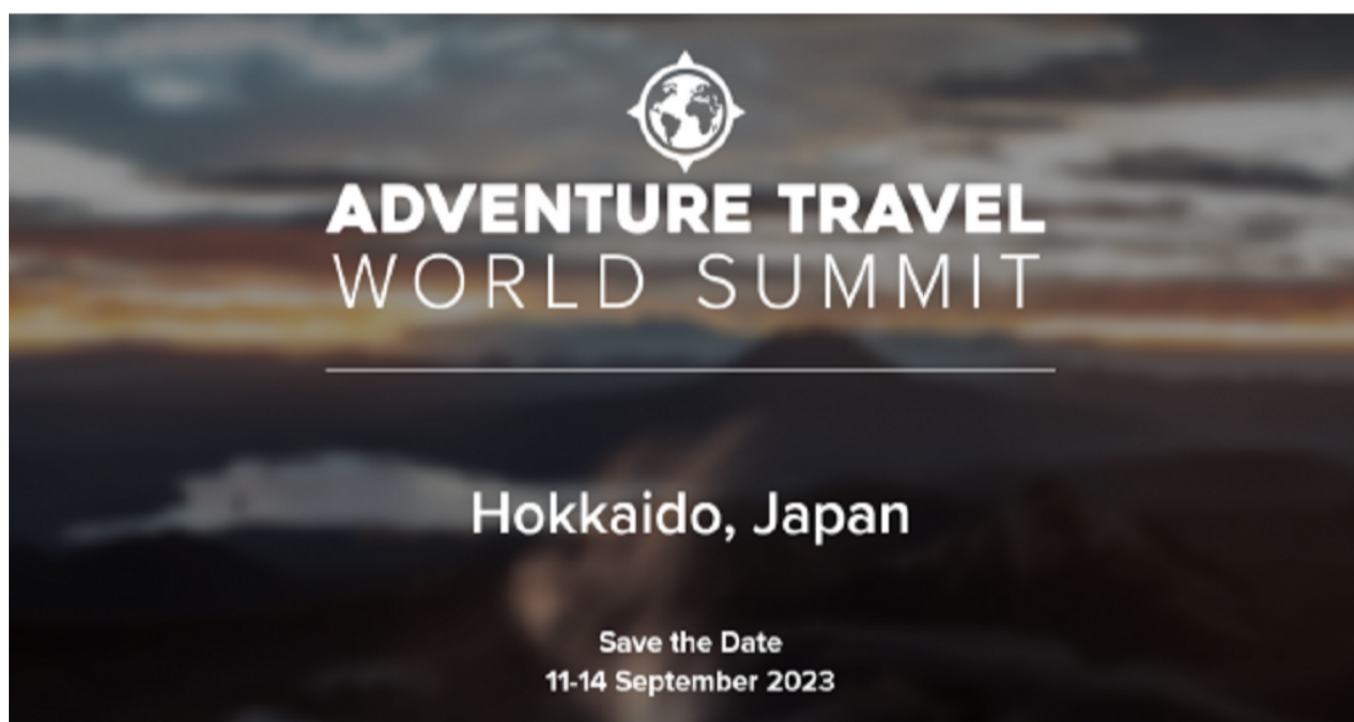 ADVENTURE TRAVEL
WORLD SUMMIT
Hokkaido, Japan
Save the Date
11-14 September 2023